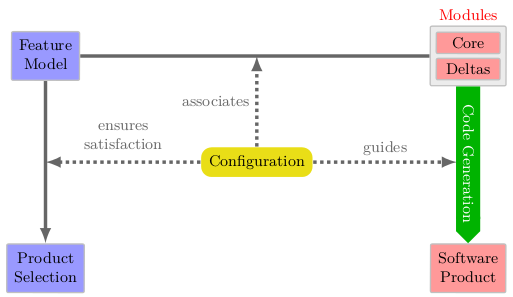 Modules
Feature
Model
Core
Deltas
associates
ensures
satisfaction
Configuration
guides
Code Generation
Product
Selection
Software
Product